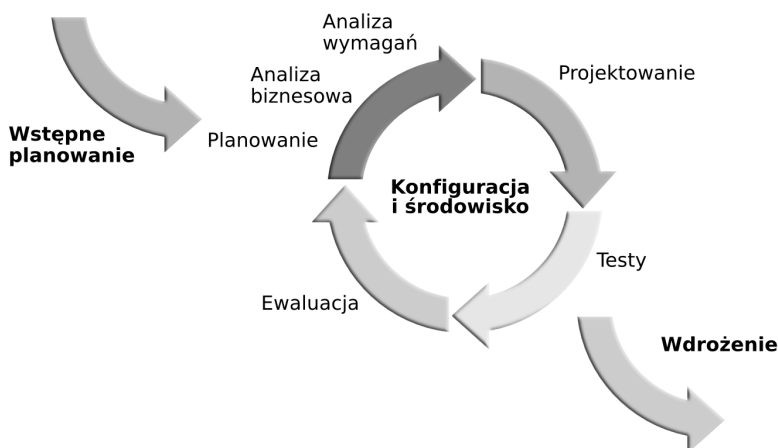 Analiza
wymagań
Analiza
biznesowa
Projektowanie
Wstępne
planowanie
Planowanie
Konfiguracja
i środowisko
Testy
Ewaluacja
Wdrożenie